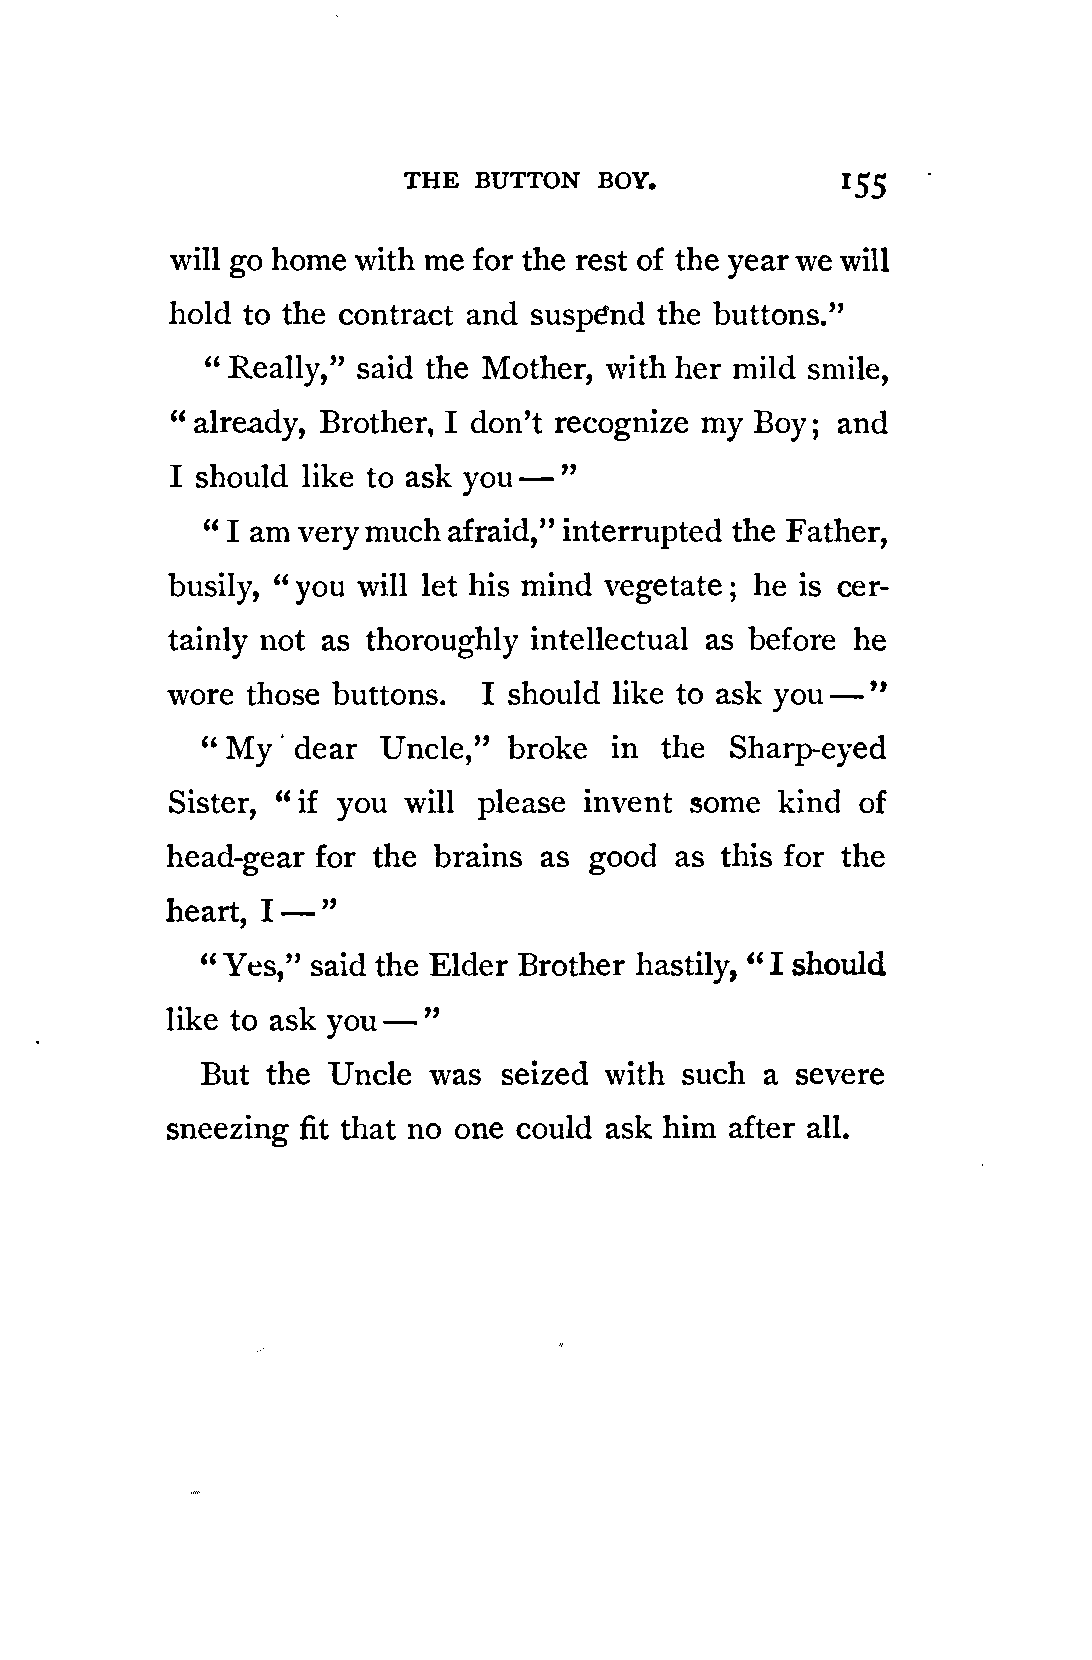 THE BUTTON BOY. 155
will go home with me for the rest of the year we will
hold to the contract and suspend the buttons."
"Really," said the Mother, with her mild smile,
"already, Brother, I don't recognize my Boy; and
I should like to ask you—"
"I am very much afraid," interrupted the Father,
busily, "you will let his mind vegetate; he is cer-
tainly not as thoroughly intellectual as before he
wore those buttons. I should like to ask you—"
"My dear Uncle," broke in the Sharp-eyed
Sister, "if you will please invent some kind of
head-gear for the brains as good as this for the
heart, I—"
"Yes," said the Elder Brother hastily, "I should
like to ask you—"
But the Uncle was seized with such a severe
sneezing fit that no one could ask him after all.